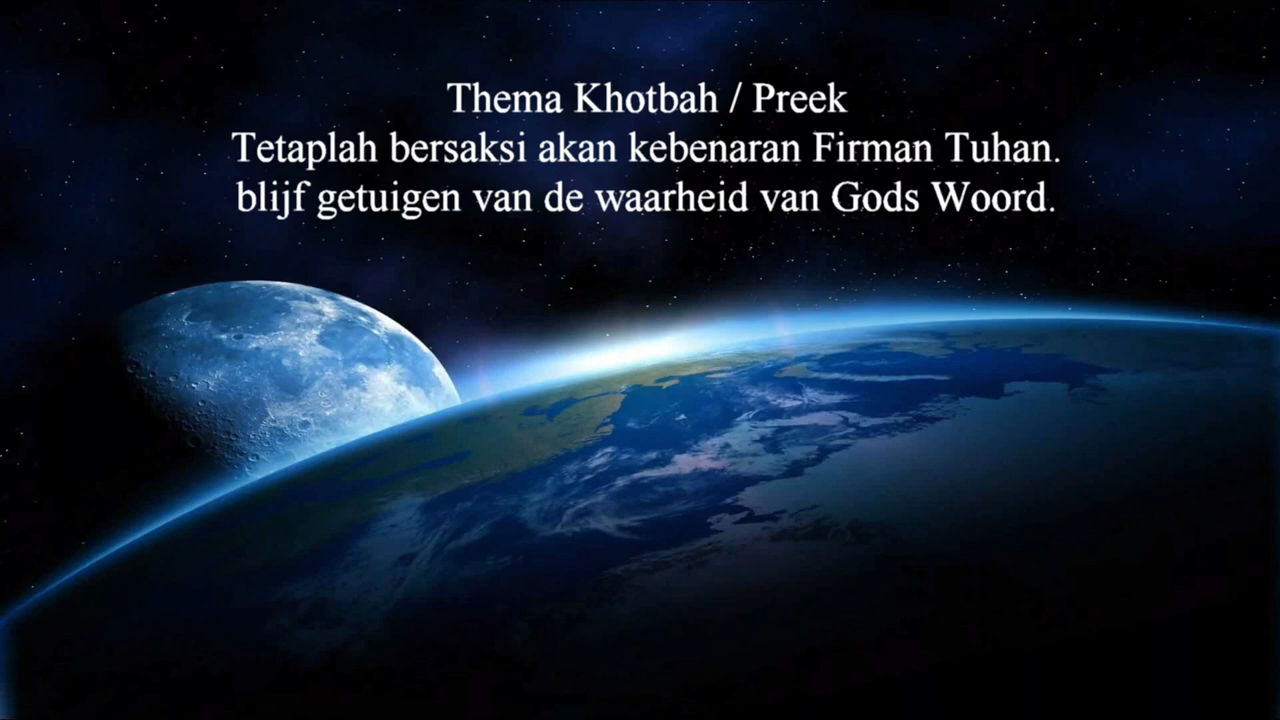 Thema Khotbah / Preek
Tetaplah bersaksi akan kebenaran Firman Tuhan.
blijf getuigen van de waarheid van Gods Woord.